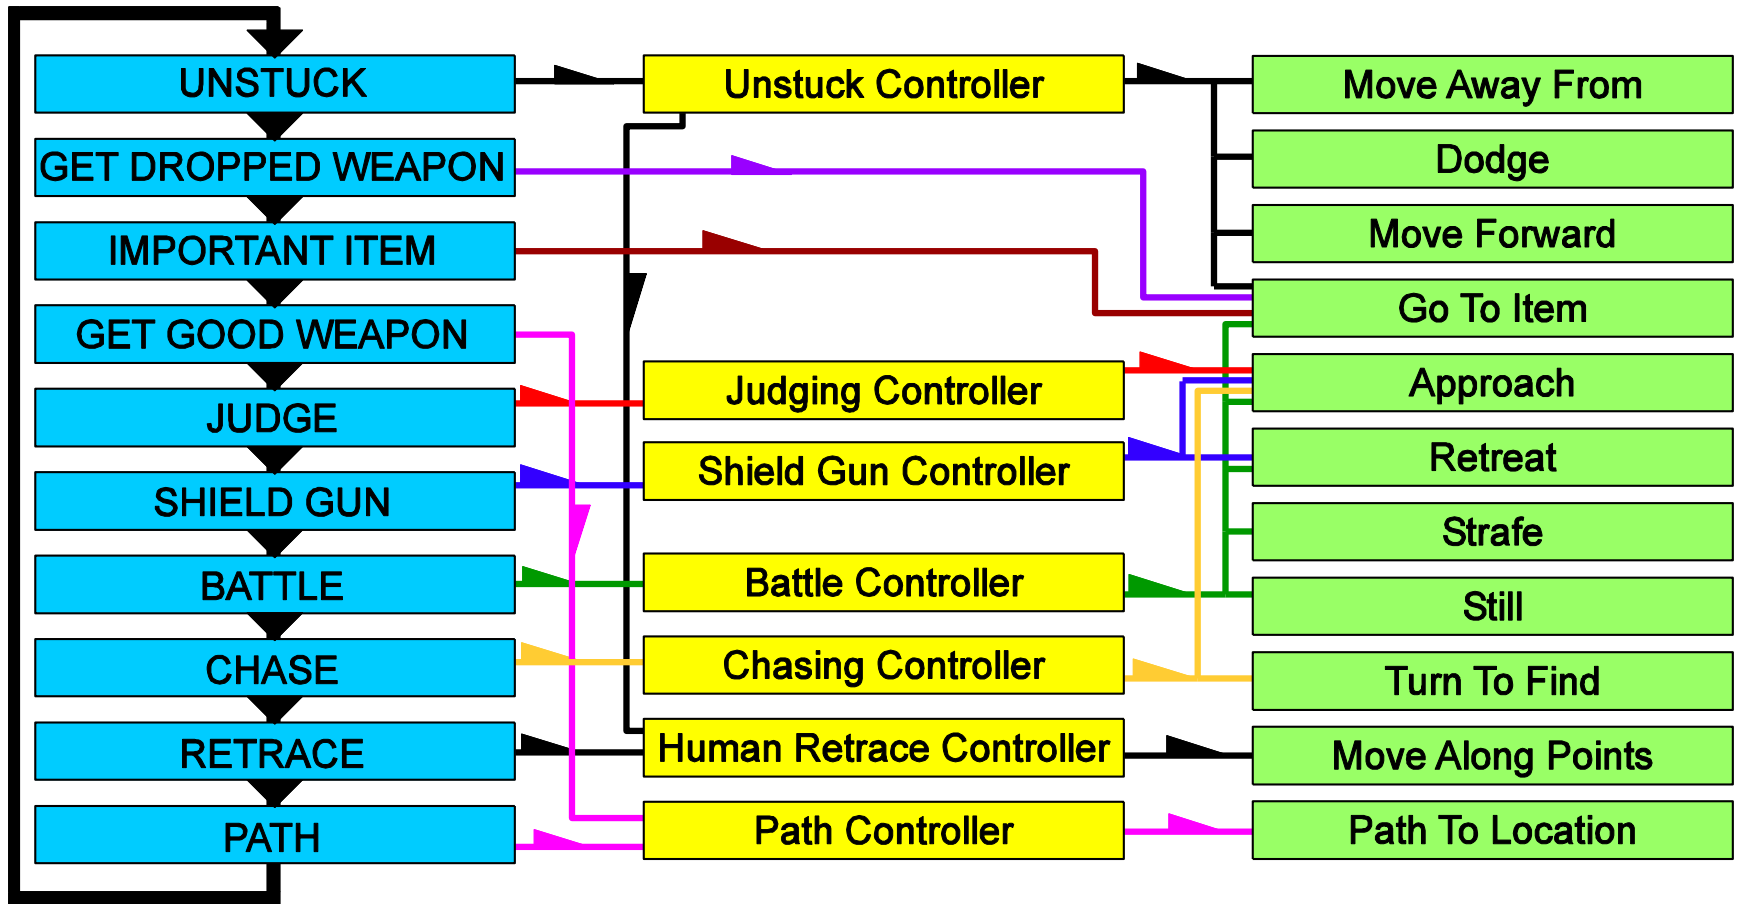 UNSTUCK
GET DROPPED WEAPON
IMPORTANT ITEM
GET GOOD WEAPON
JUDGE
SHIELD GUN
BATTLE
CHASE
RETRACE
PATH
Unstuck Controller
Judging Controller
Shield Gun Controller
Battle Controller
Chasing Controller
Human Retrace Controller
Path Controller
Move Away From
Dodge
Move Forward
Go To Item
Approach
Retreat
Strafe
Still
Turn To Find
Move Along Points
Path To Location